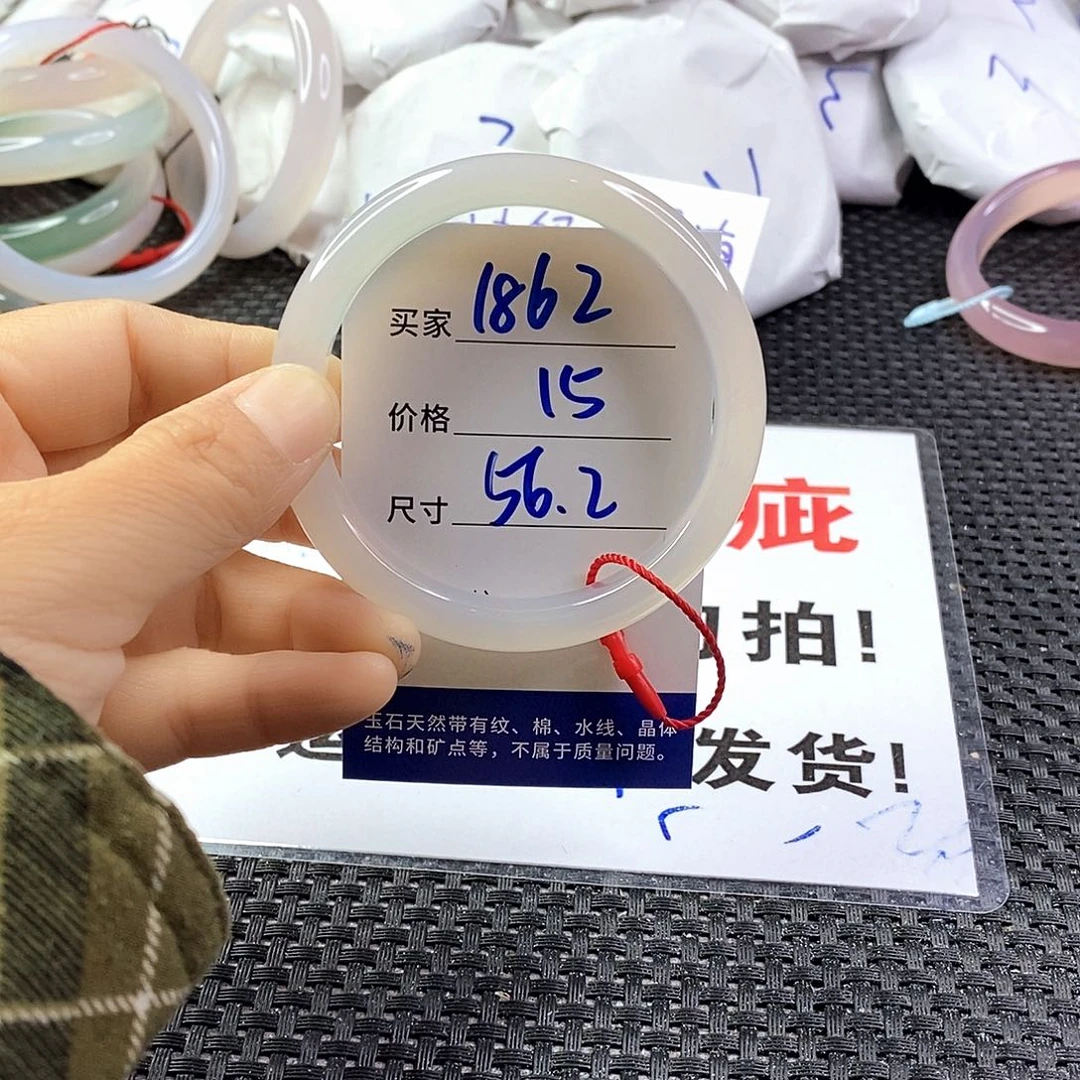 买家 1862
价格 15
尺寸 56.2
玉石天然带有纹、棉、水线、晶体
结构和矿点等，不属于质量问题。
疵
拍！
发货！